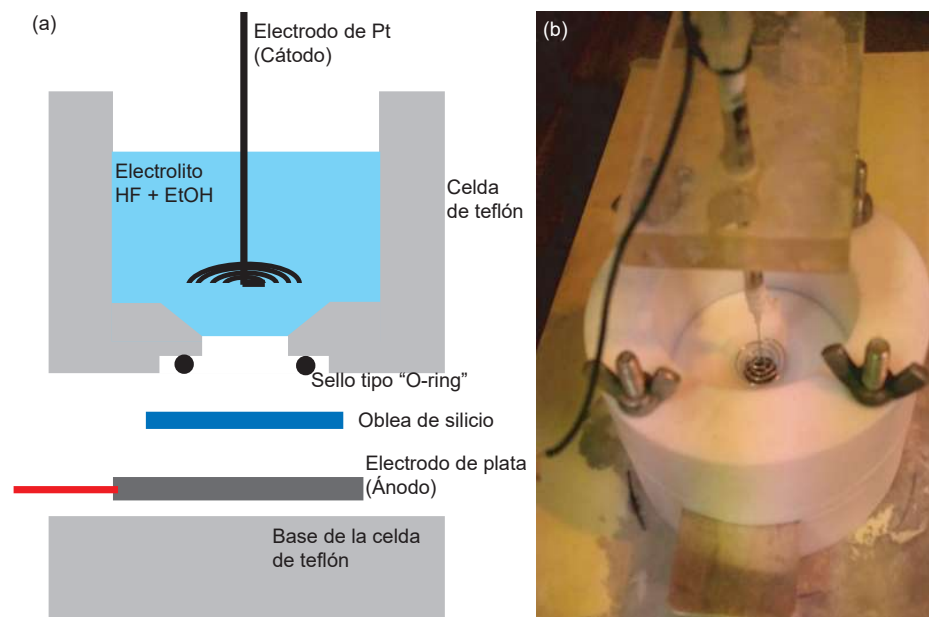 (a)
Electrodo de Pt
(Cátodo)
Electrolito
HF + EtOH
Celda
de teflón
Sello tipo “O-ring”
Oblea de silicio
Electrodo de plata
(Ánodo)
Base de la celda
de teflón
(b)